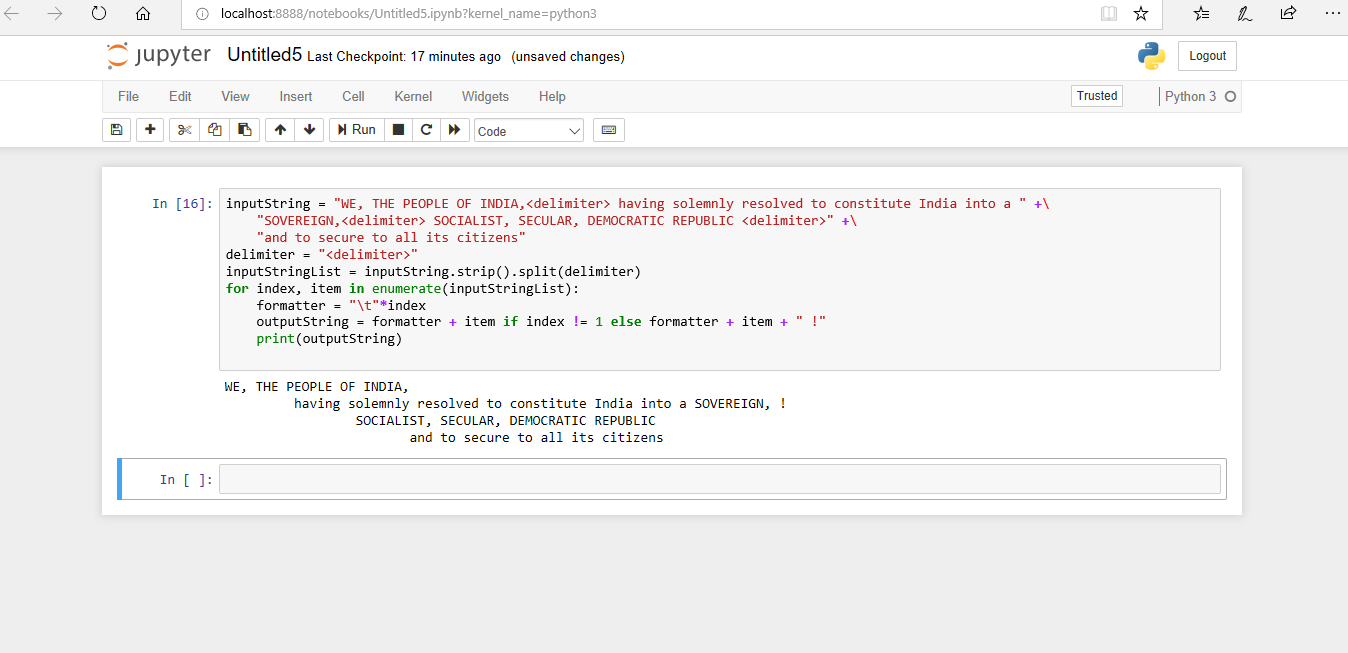 localhost:8888/notebooks/Untitled5.ipynb?kernel_name=python3
jupyter Untitled5 Last Checkpoint: 17 minutes ago (unsaved changes) Logout
File Edit View Insert Cell Kernel Widgets Help Trusted Python 3
Run Code
In [16]: inputString = "WE, THE PEOPLE OF INDIA,<delimiter> having solemnly resolved to constitute India into a " +\
"SOVEREIGN,<delimiter> SOCIALIST, SECULAR, DEMOCRATIC REPUBLIC <delimiter>" +\
"and to secure to all its citizens"
delimiter = "<delimiter>"
inputStringList = inputString.strip().split(delimiter)
for index, item in enumerate(inputStringList):
    formatter = "\t"*index
    outputString = formatter + item if index != 1 else formatter + item + " !"
    print(outputString)
WE, THE PEOPLE OF INDIA,
having solemnly resolved to constitute India into a SOVEREIGN, !
SOCIALIST, SECULAR, DEMOCRATIC REPUBLIC
and to secure to all its citizens
In [ ]: